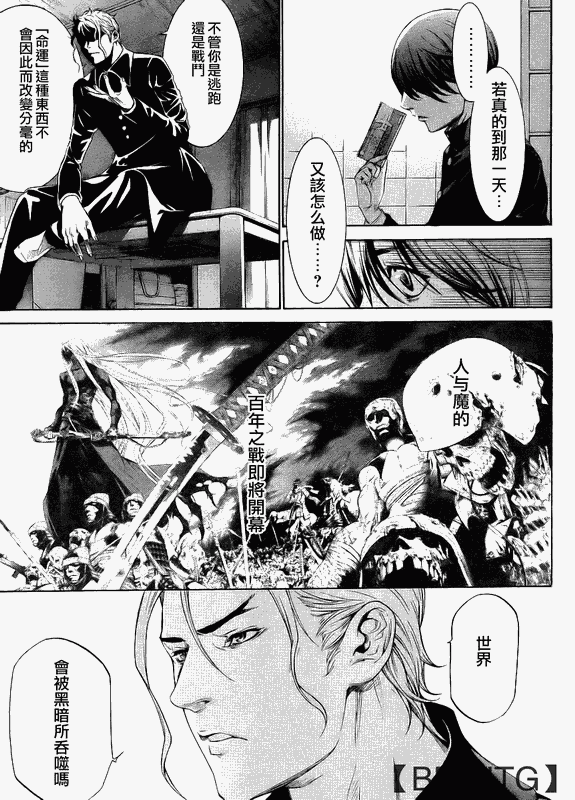 …………
若真的到那一天…
又該怎么做……?
不管你是逃跑
還是戰鬥
「命運」這種東西不
會因此而改變分毫的
人与魔的
百年之戰即將開幕
世界
會被黑暗所吞噬嗎